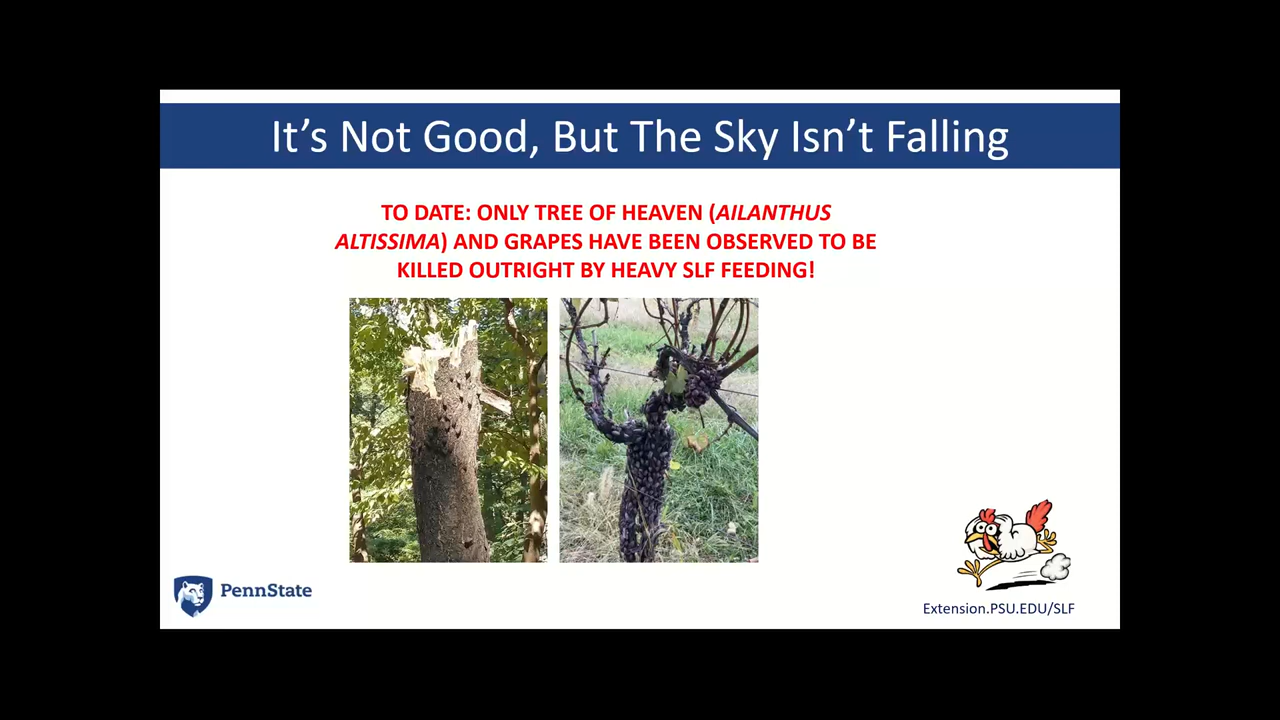 It’s Not Good, But The Sky Isn’t Falling
TO DATE: ONLY TREE OF HEAVEN (AILANTHUS
ALTISSIMA) AND GRAPES HAVE BEEN OBSERVED TO BE
KILLED OUTRIGHT BY HEAVY SLF FEEDING!
PennState
Extension.PSU.EDU/SLF